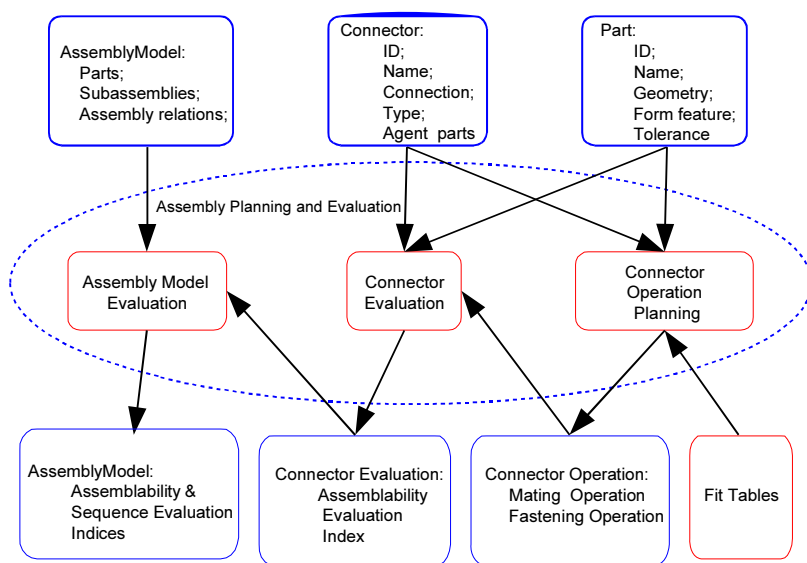 AssemblyModel:
Parts;
Subassemblies;
Assembly relations;
Connector:
ID;
Name;
Connection;
Type;
Agent parts
Part:
ID;
Name;
Geometry;
Form feature;
Tolerance
Assembly Planning and Evaluation
Assembly Model
Evaluation
Connector
Evaluation
Connector
Operation
Planning
AssemblyModel:
Assemblability &
Sequence Evaluation
Indices
Connector Evaluation:
Assemblability
Evaluation
Index
Connector Operation:
Mating Operation
Fastening Operation
Fit Tables